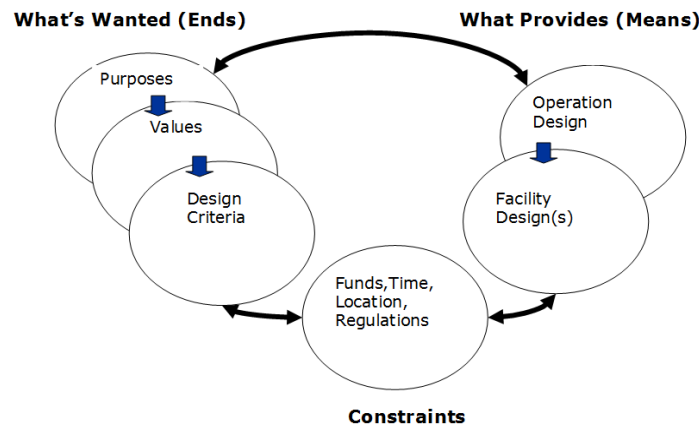 What's Wanted (Ends)
What Provides (Means)
Purposes
Values
Design
Criteria
Operation
Design
Facility
Design(s)
Funds,Time,
Location,
Regulations
Constraints